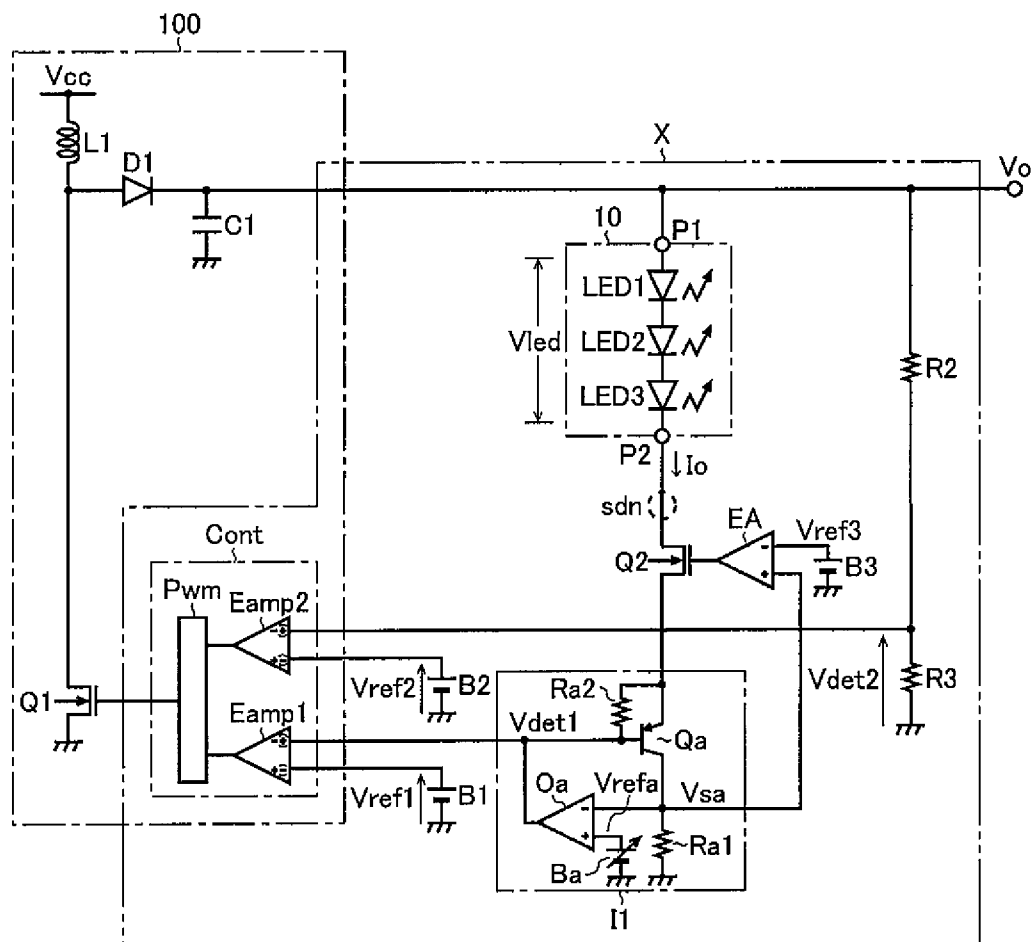 100
Vcc
L1
D1
C1
X
Vo
10
P1
LED1
LED2
LED3
Vled
P2
↓Io
R2
sdn
EA
Vref3
Q2
B3
Cont
Pwm
Eamp2
Vref2
B2
Vdet2
R3
Q1
Eamp1
Vref1
B1
Ra2
Vdet1
Qa
Oa
Vrefa
Vsa
Ra1
Ba
I1